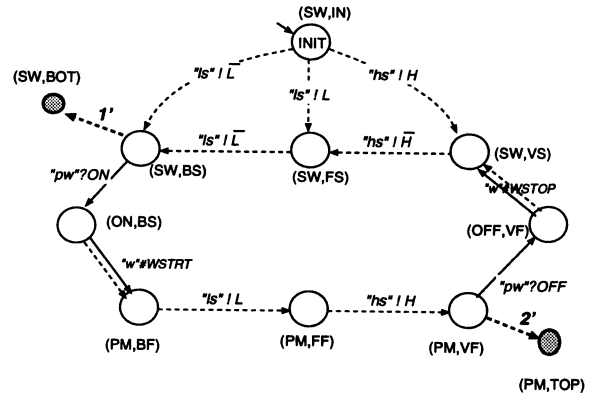 (SW,IN)
INIT
"ls" ! L̅
"ls" ! L
"hs" ! H
(SW,BOT)
1'
"ls" ! L̅
"hs" ! H̅
(SW,BS)
(SW,FS)
(SW,VS)
"pw"?ON
"w"#WSTOP
(ON,BS)
(OFF,VF)
"w"#WSTRT
"pw"?OFF
"ls" ! L
"hs" ! H
2'
(PM,BF)
(PM,FF)
(PM,VF)
(PM,TOP)